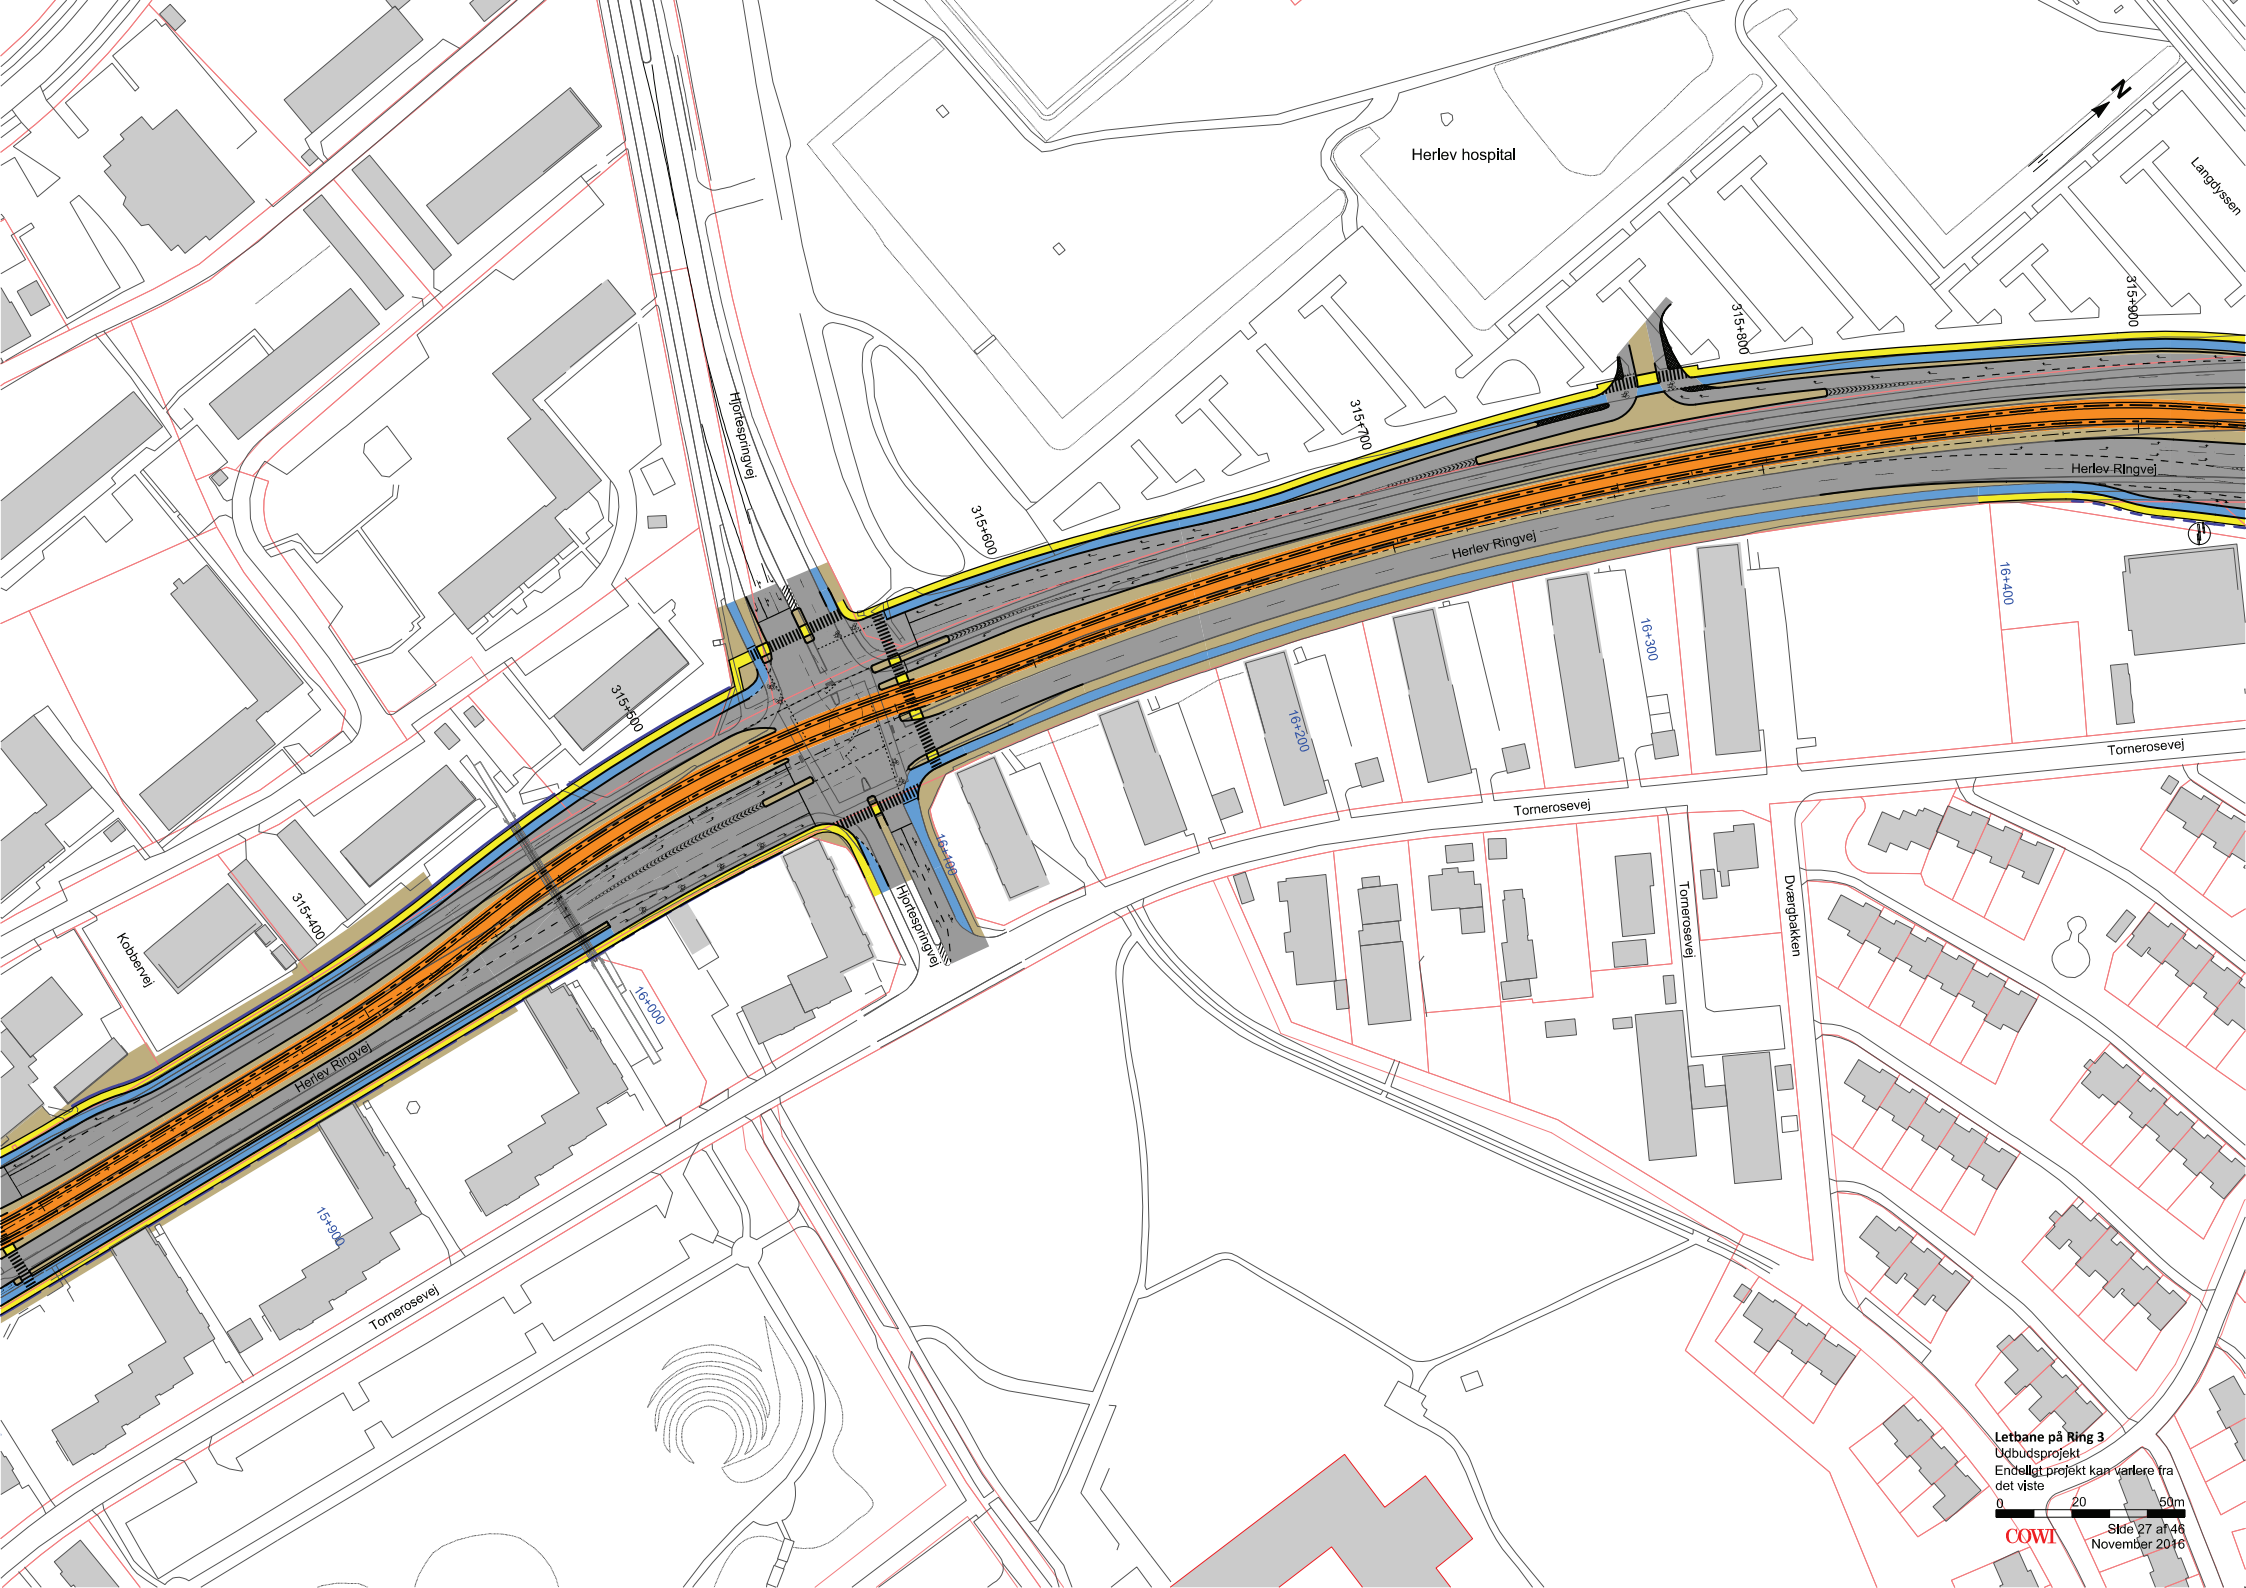 N
Langdyssen
Herlev hospital
315+900
315+800
315+700
Hjortespringvej
315+600
Herlev Ringvej
Herlev Ringvej
16+400
16+300
315+500
16+200
Tornerosevej
Tornerosevej
16+100
Tornerosevej
Dværgbakken
Hjortespringvej
315+400
Kobervej
16+000
Herlev Ringvej
15+900
Tornerosevej
Letbane på Ring 3
Udbudsprojekt
Endeligt projekt kan variere fra
det viste
0 20 50m
COWI
Side 27 af 46
November 2016